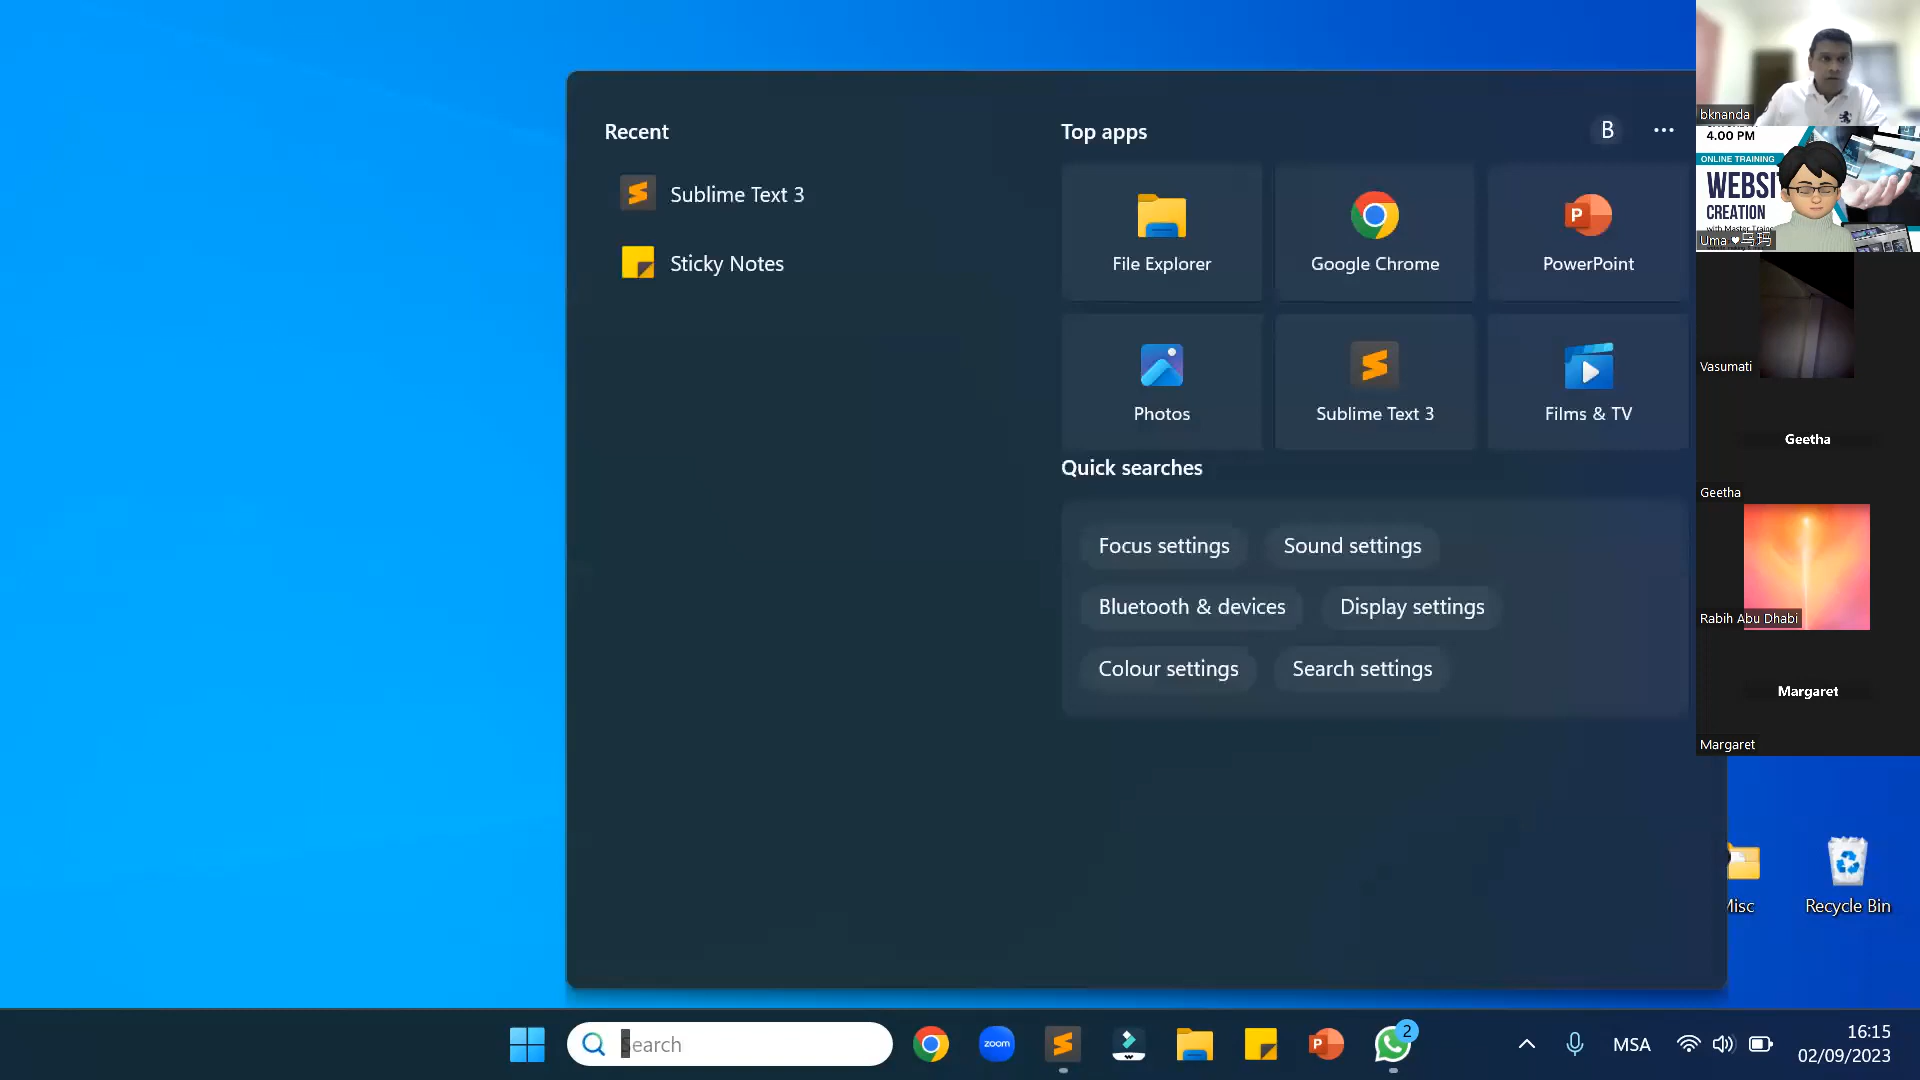 Recent
Sublime Text 3
Sticky Notes
Top apps
B
File Explorer
Google Chrome
PowerPoint
Photos
Sublime Text 3
Films & TV
Quick searches
Focus settings
Sound settings
Bluetooth & devices
Display settings
Colour settings
Search settings
bknanda
4.00 PM
ONLINE TRAINING
WEBSI
CREATION
Uma ❤乌玛
Vasumati
Geetha
Geetha
Rabih Abu Dhabi
Margaret
Margaret
Misc
Recycle Bin
Search
zoom
2
MSA
16:15
02/09/2023